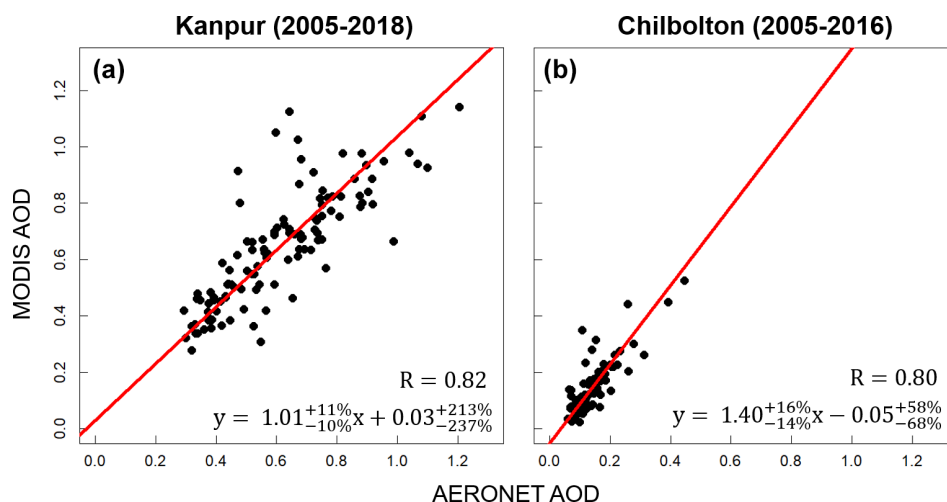 Kanpur (2005-2018)
Chilbolton (2005-2016)
(a)
(b)
MODIS AOD
1.2
1.0
0.8
0.6
0.4
0.2
0.0
R = 0.82
y = 1.01+11%−10%x + 0.03+213%−237%
R = 0.80
y = 1.40+16%−14%x − 0.05+58%−68%
0.0 0.2 0.4 0.6 0.8 1.0 1.2
0.0 0.2 0.4 0.6 0.8 1.0 1.2
AERONET AOD